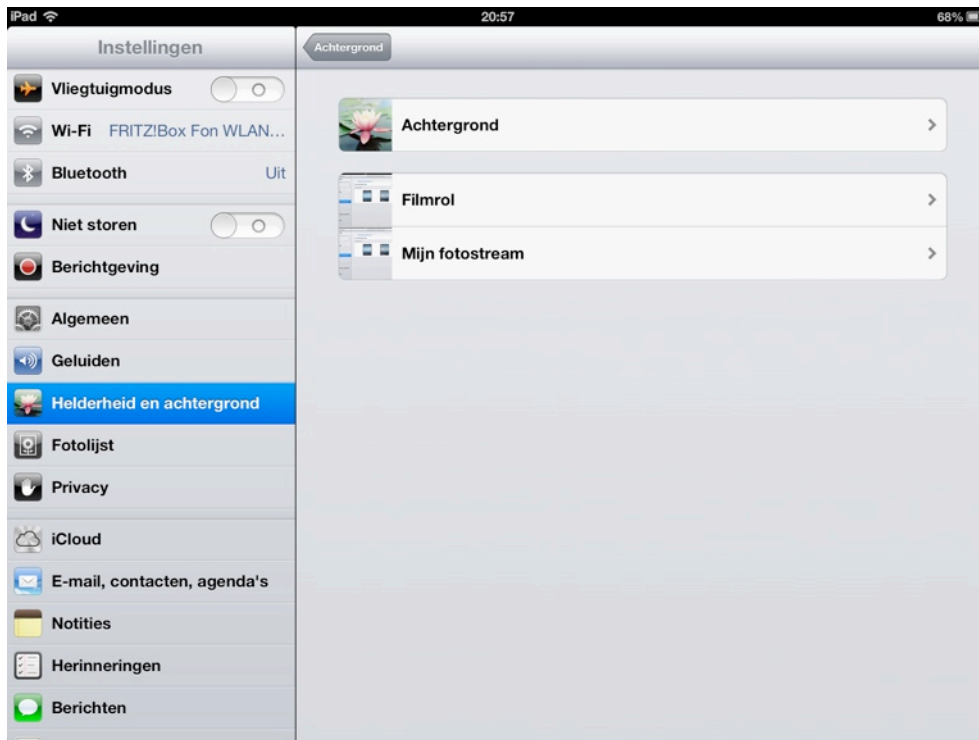 iPad 20:57 68%
Instellingen
Achtergrond
Vliegtuigmodus
Wi-Fi FRITZ!Box Fon WLAN...
Bluetooth Uit
Niet storen
Berichtgeving
Algemeen
Geluiden
Helderheid en achtergrond
Fotolijst
Privacy
iCloud
E-mail, contacten, agenda's
Notities
Herinneringen
Berichten
Achtergrond
Filmrol
Mijn fotostream